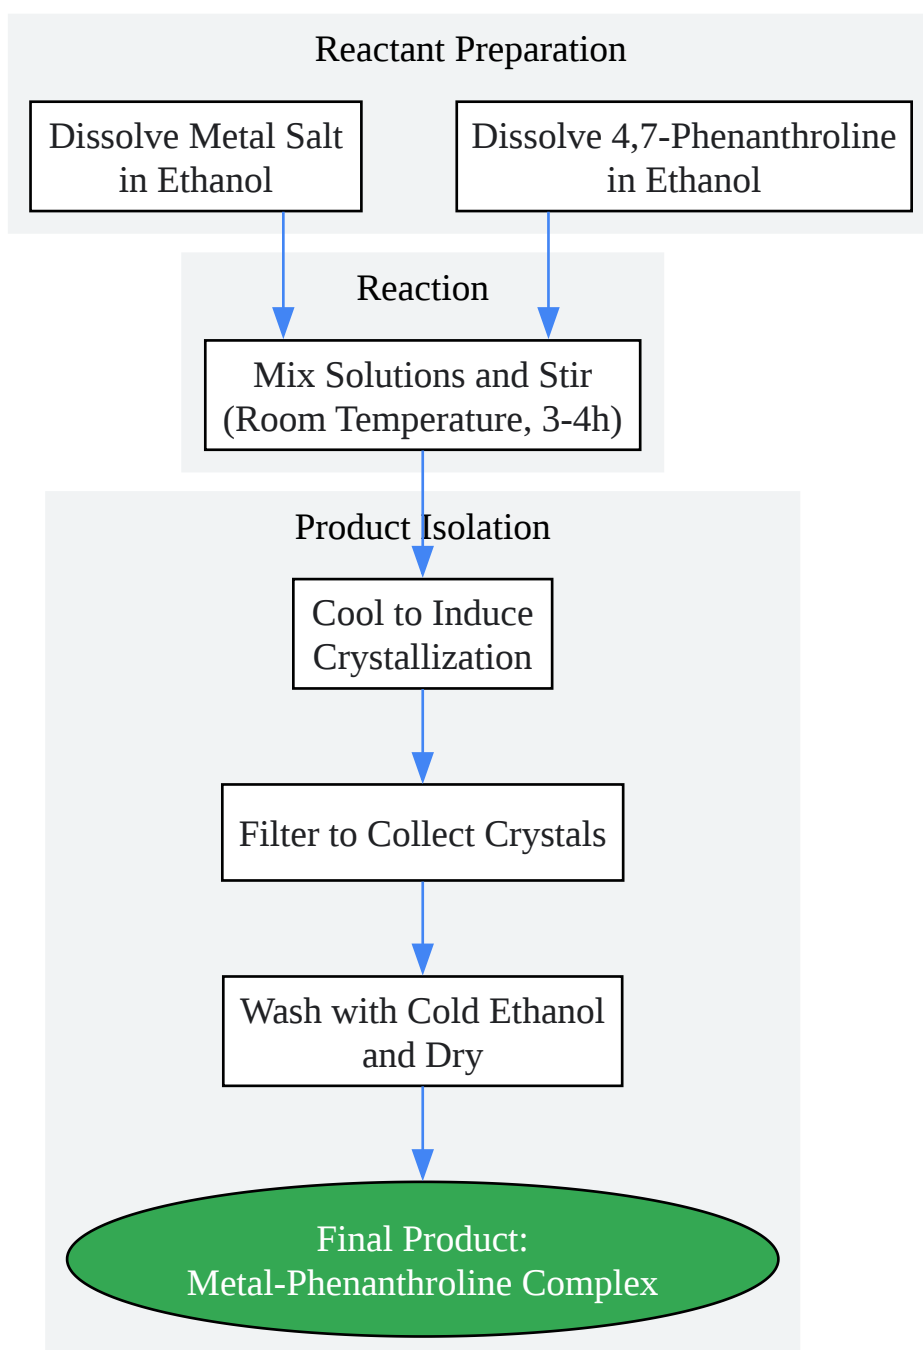 Reactant Preparation
Dissolve Metal Salt
in Ethanol
Dissolve 4,7-Phenanthroline
in Ethanol
Reaction
Mix Solutions and Stir
(Room Temperature, 3-4h)
Product Isolation
Cool to Induce
Crystallization
Filter to Collect Crystals
Wash with Cold Ethanol
and Dry
Final Product:
Metal-Phenanthroline Complex